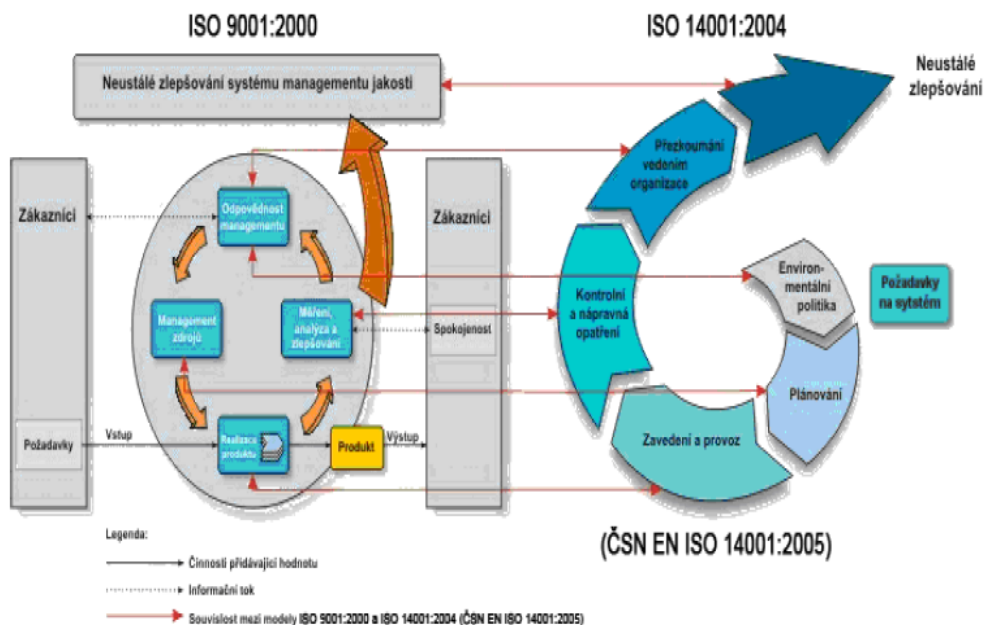 ISO 9001:2000
ISO 14001:2004
Neustálé zlepšování systému managementu jakosti
Neustálé
zlepšování
Přezkoumání
vedením
organizace
Zákazníci
Odpovědnost
managementu
Zákazníci
Environ-
mentální
politika
Požadavky
na sytstém
Kontrolní
a nápravná
opatření
Management
zdrojů
Měření,
analýza a
zlepšování
Spokojenost
Plánování
Požadavky
Vstup
Realizace
produktu
Produkt
Výstup
Zavedení a provoz
(ČSN EN ISO 14001:2005)
Legenda:
Činnosti přidávající hodnotu
Informační tok
Souvislost mezi modely ISO 9001:2000 a ISO 14001:2004 (ČSN EN ISO 14001:2005)